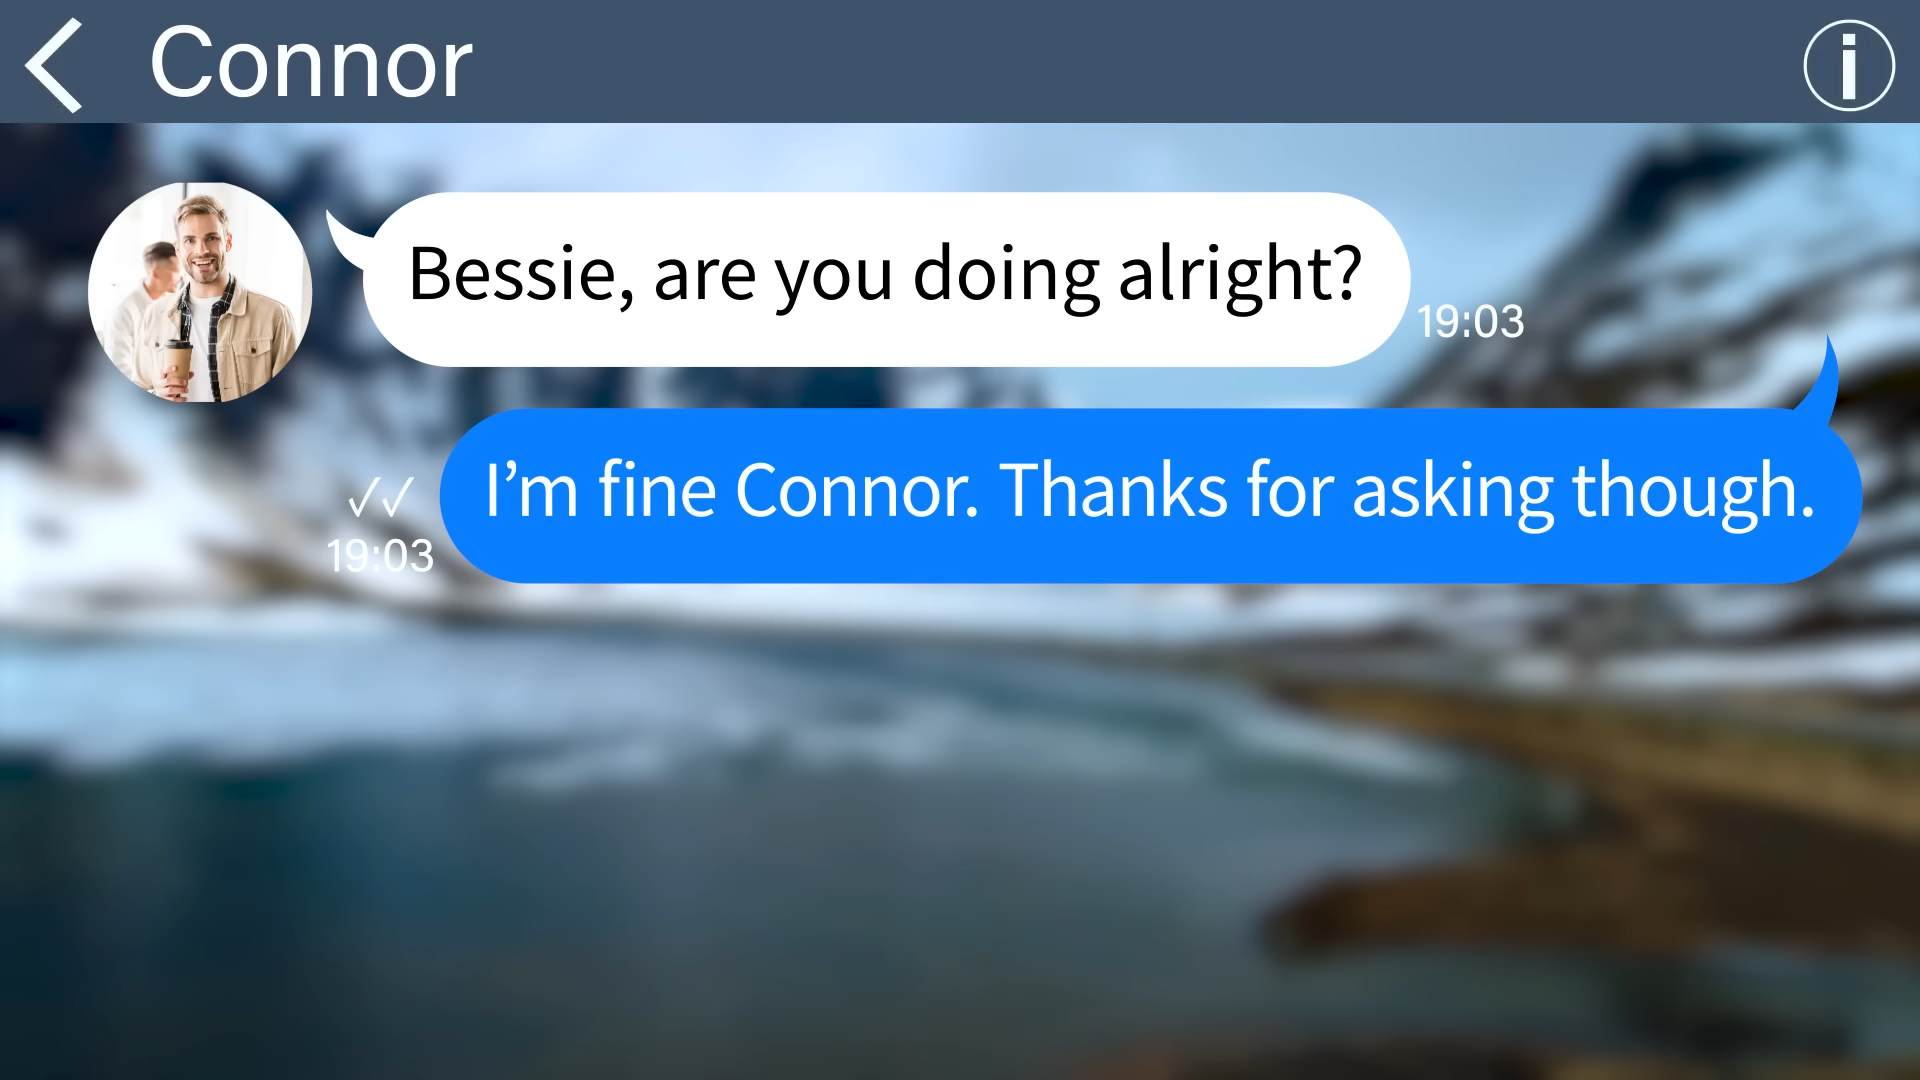 Connor
Bessie, are you doing alright?
19:03
I’m fine Connor. Thanks for asking though.
19:03